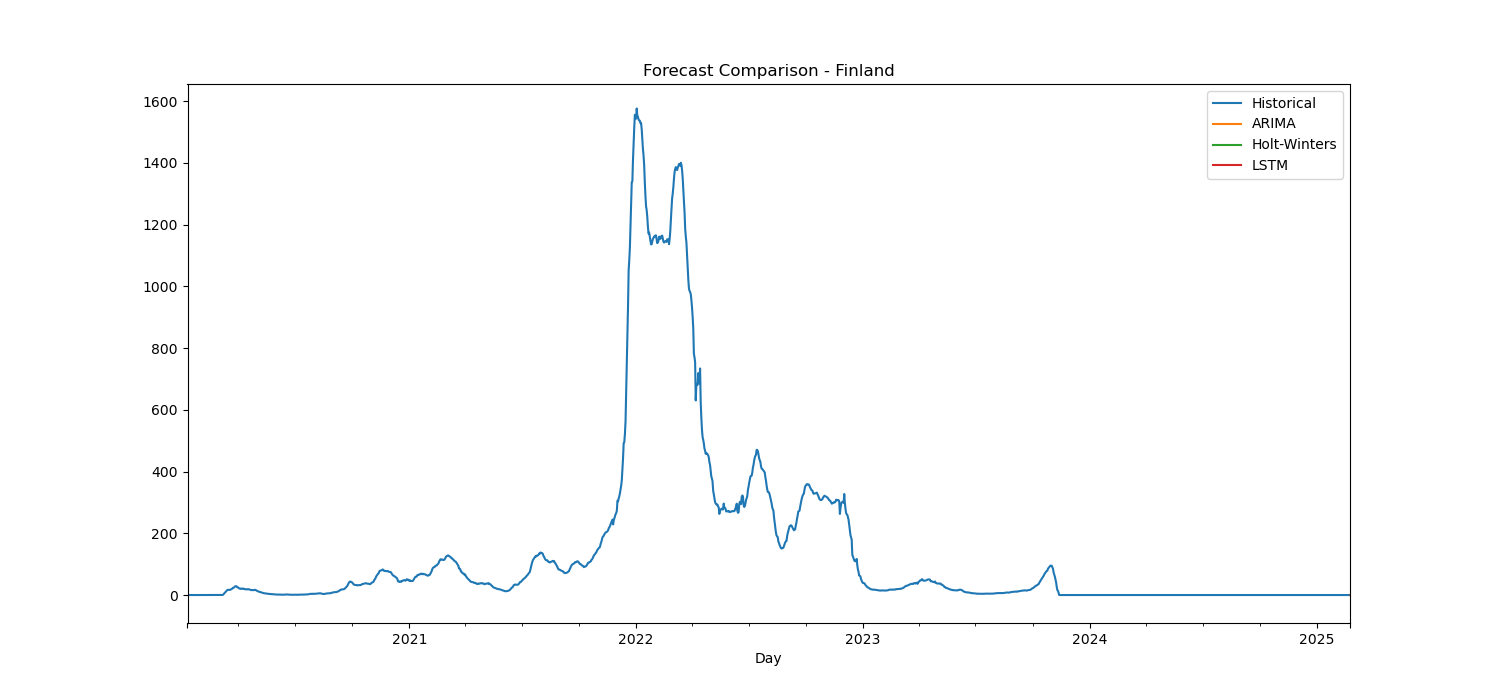 Forecast Comparison - Finland
Historical
ARIMA
Holt-Winters
LSTM
1600
1400
1200
1000
800
600
400
200
0
2021 2022 2023 2024 2025
Day